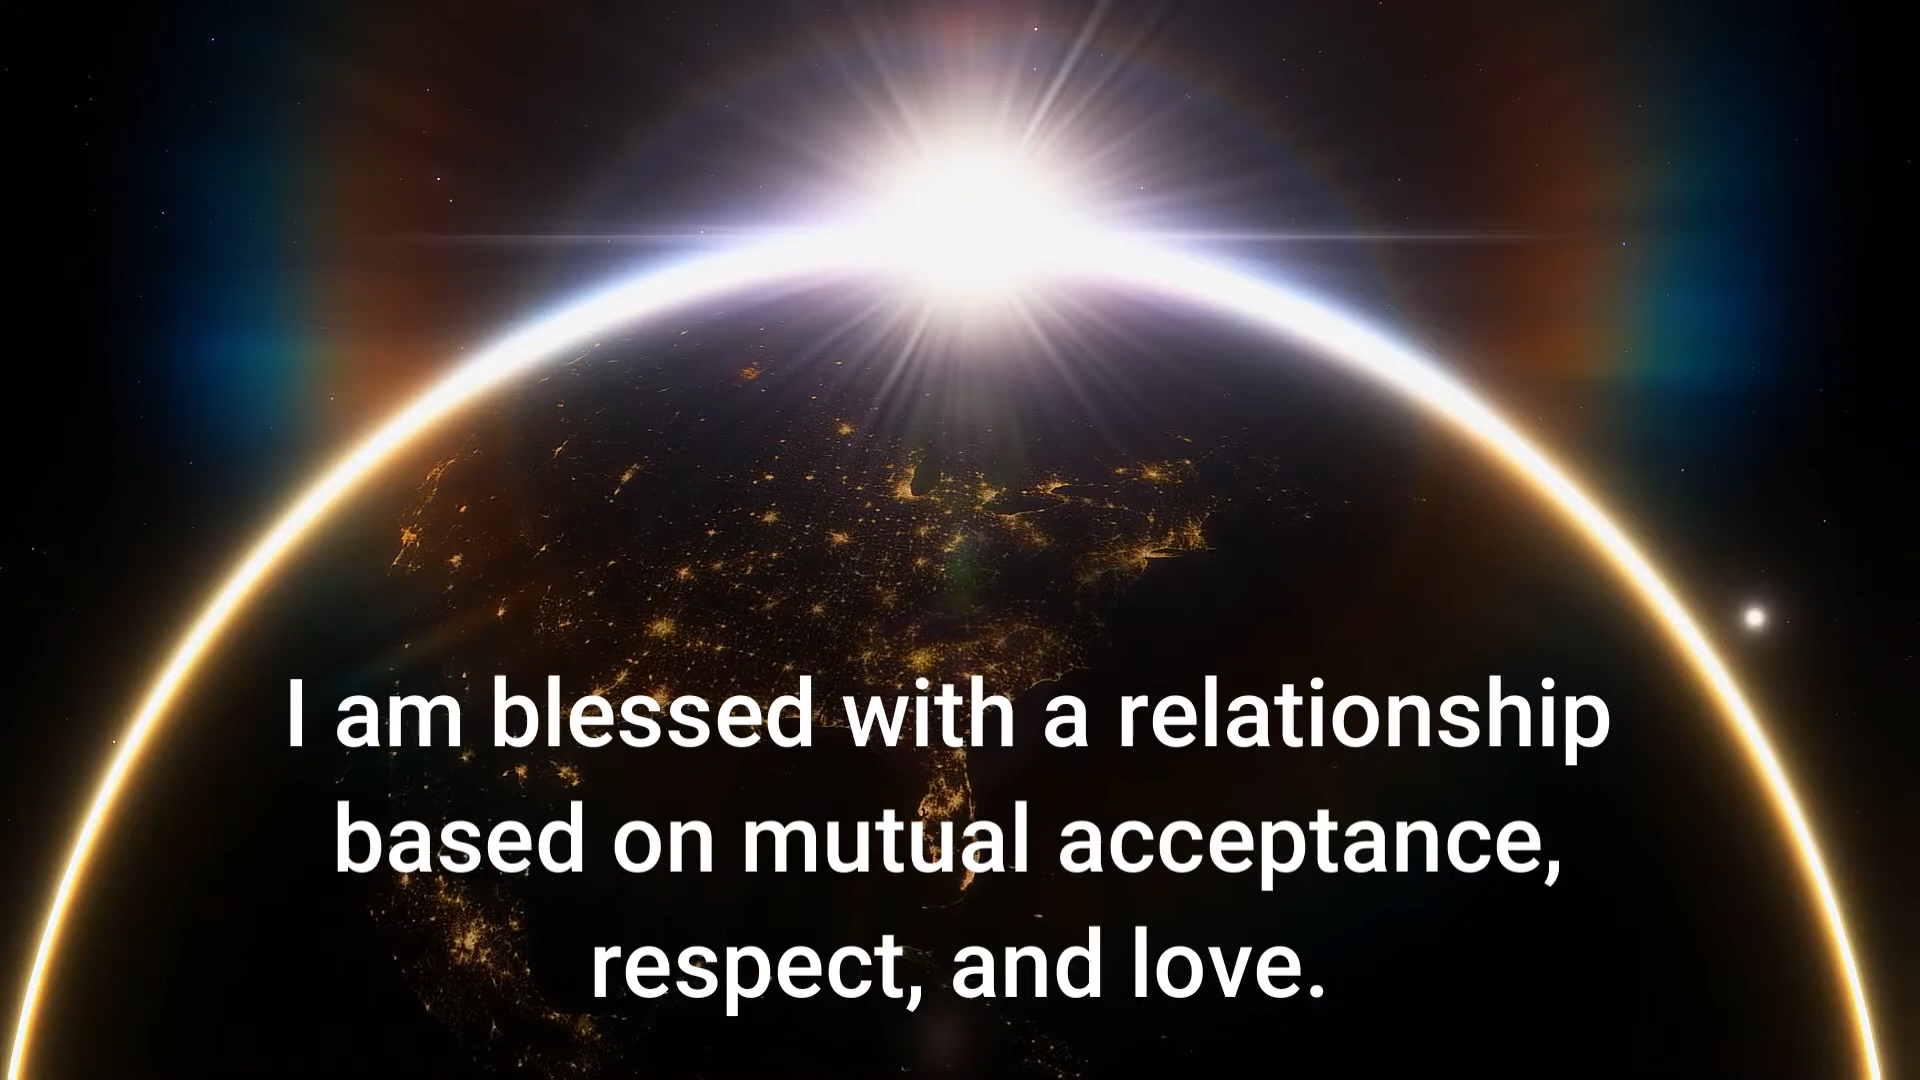 I am blessed with a relationship
based on mutual acceptance,
respect, and love.